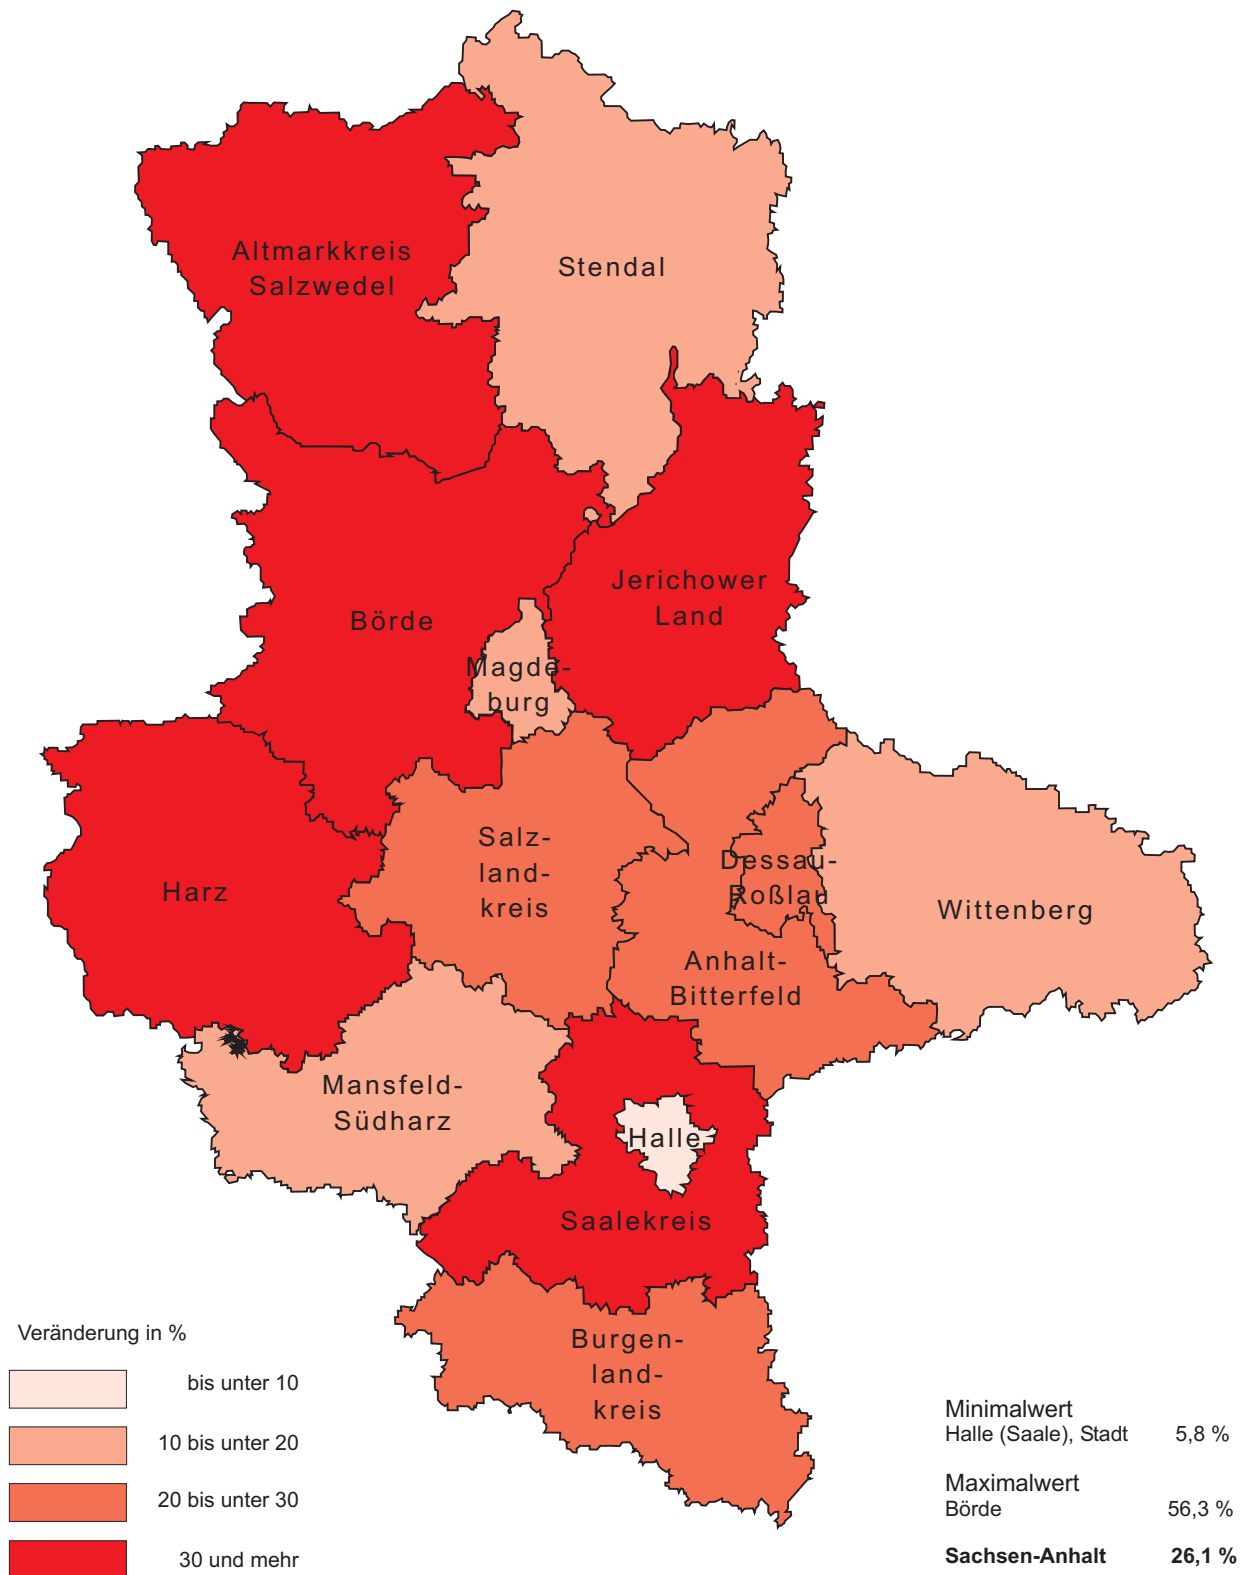 Altmarkkreis
Salzwedel
Stendal
Jerichower
Land
Börde
Magde-
burg
Salz-
land-
kreis
Dessau-
Roßlau
Harz
Wittenberg
Anhalt-
Bitterfeld
Mansfeld-
Südharz
Halle
Saalekreis
Burgen-
land-
kreis
Veränderung in %
bis unter 10
10 bis unter 20
20 bis unter 30
30 und mehr
Minimalwert
Halle (Saale), Stadt 5,8 %
Maximalwert
Börde 56,3 %
Sachsen-Anhalt 26,1 %